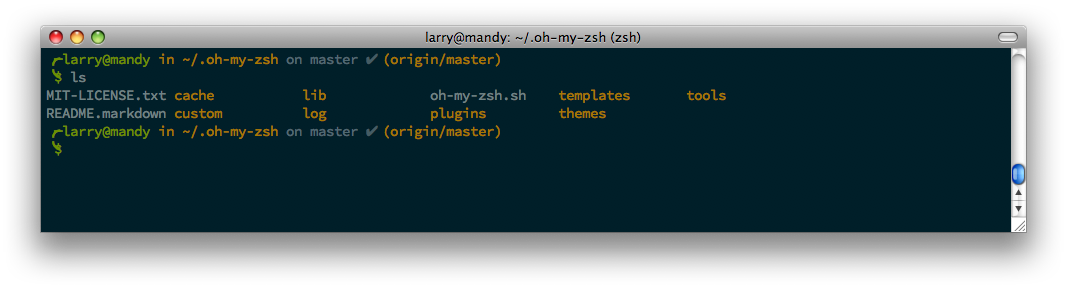 larry@mandy: ~/.oh-my-zsh (zsh)
╭larry@mandy in ~/.oh-my-zsh on master ✔ (origin/master)
╰$ ls
MIT-LICENSE.txt cache lib oh-my-zsh.sh templates tools
README.markdown custom log plugins themes
╭larry@mandy in ~/.oh-my-zsh on master ✔ (origin/master)
╰$